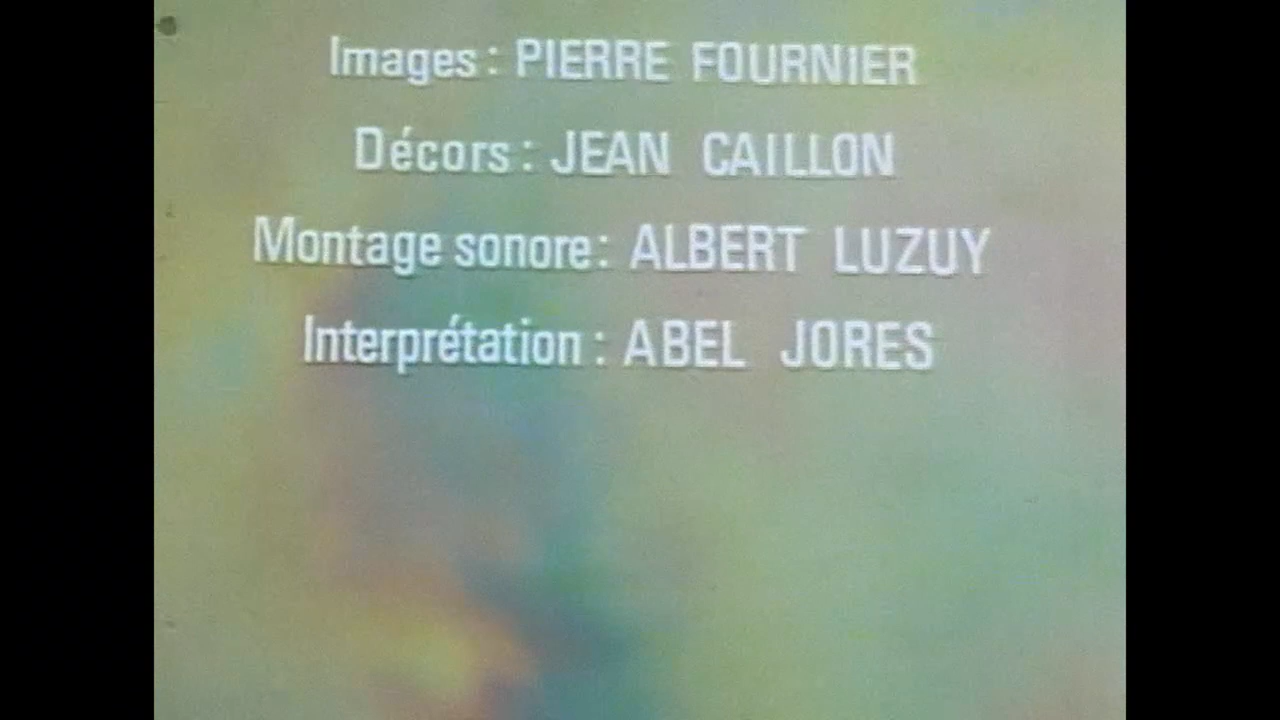 Images : PIERRE FOURNIER
Décors : JEAN CAILLON
Montage sonore : ALBERT LUZUY
Interprétation : ABEL JORES